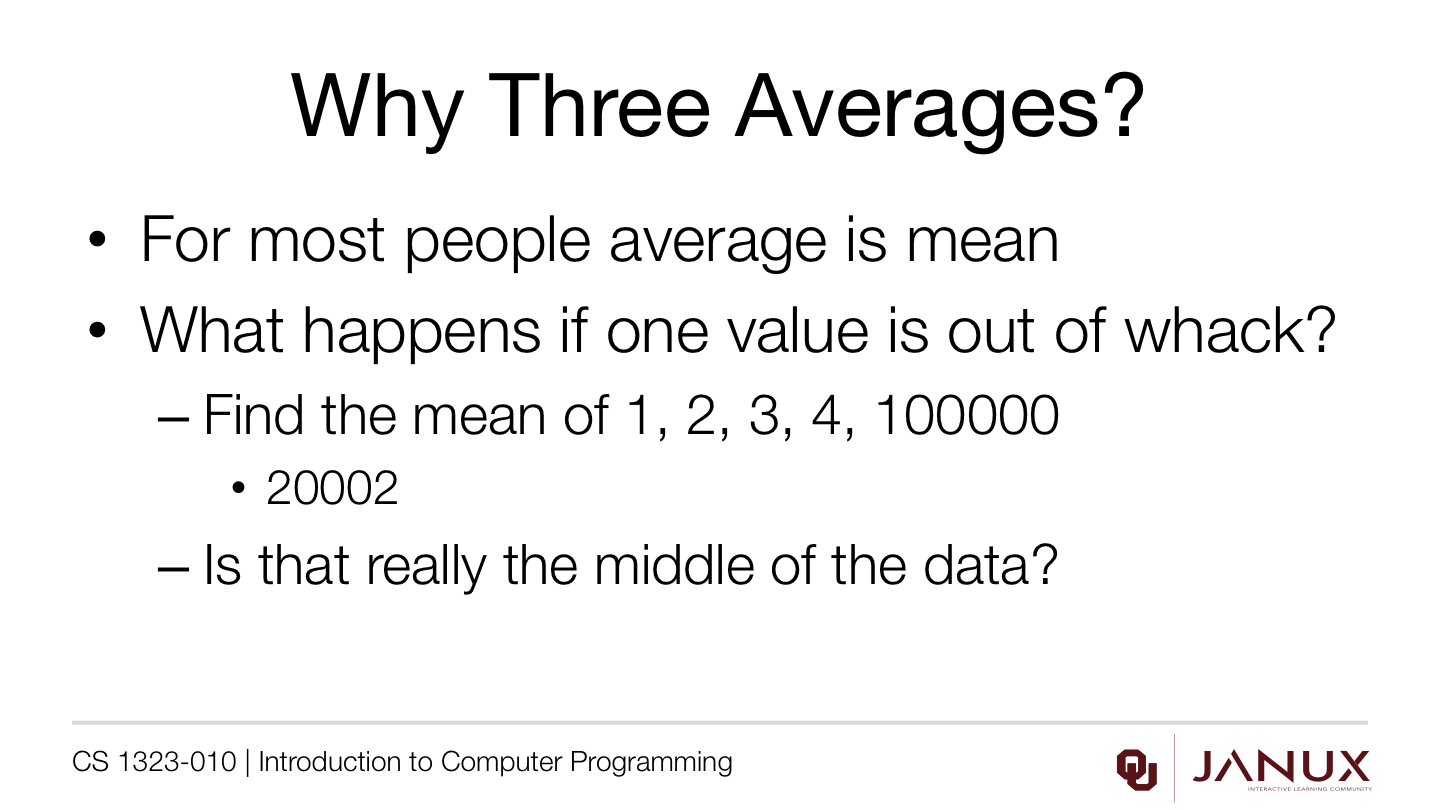 Why Three Averages?
• For most people average is mean
• What happens if one value is out of whack?
– Find the mean of 1, 2, 3, 4, 100000
• 20002
– Is that really the middle of the data?
CS 1323-010 | Introduction to Computer Programming
OU JANUX
INTERACTIVE LEARNING COMMUNITY